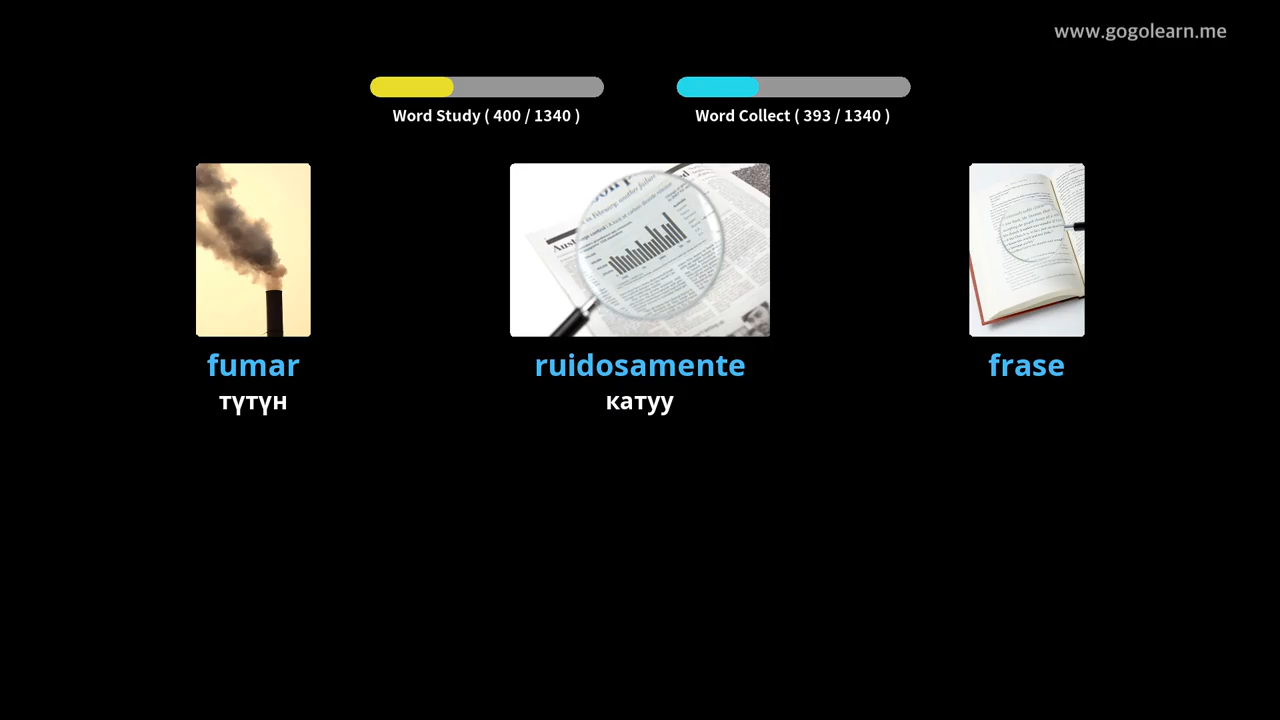 www.gogolearn.me
Word Study ( 400 / 1340 )
Word Collect ( 393 / 1340 )
fumar
ruidosamente
frase
түтүн
катуу